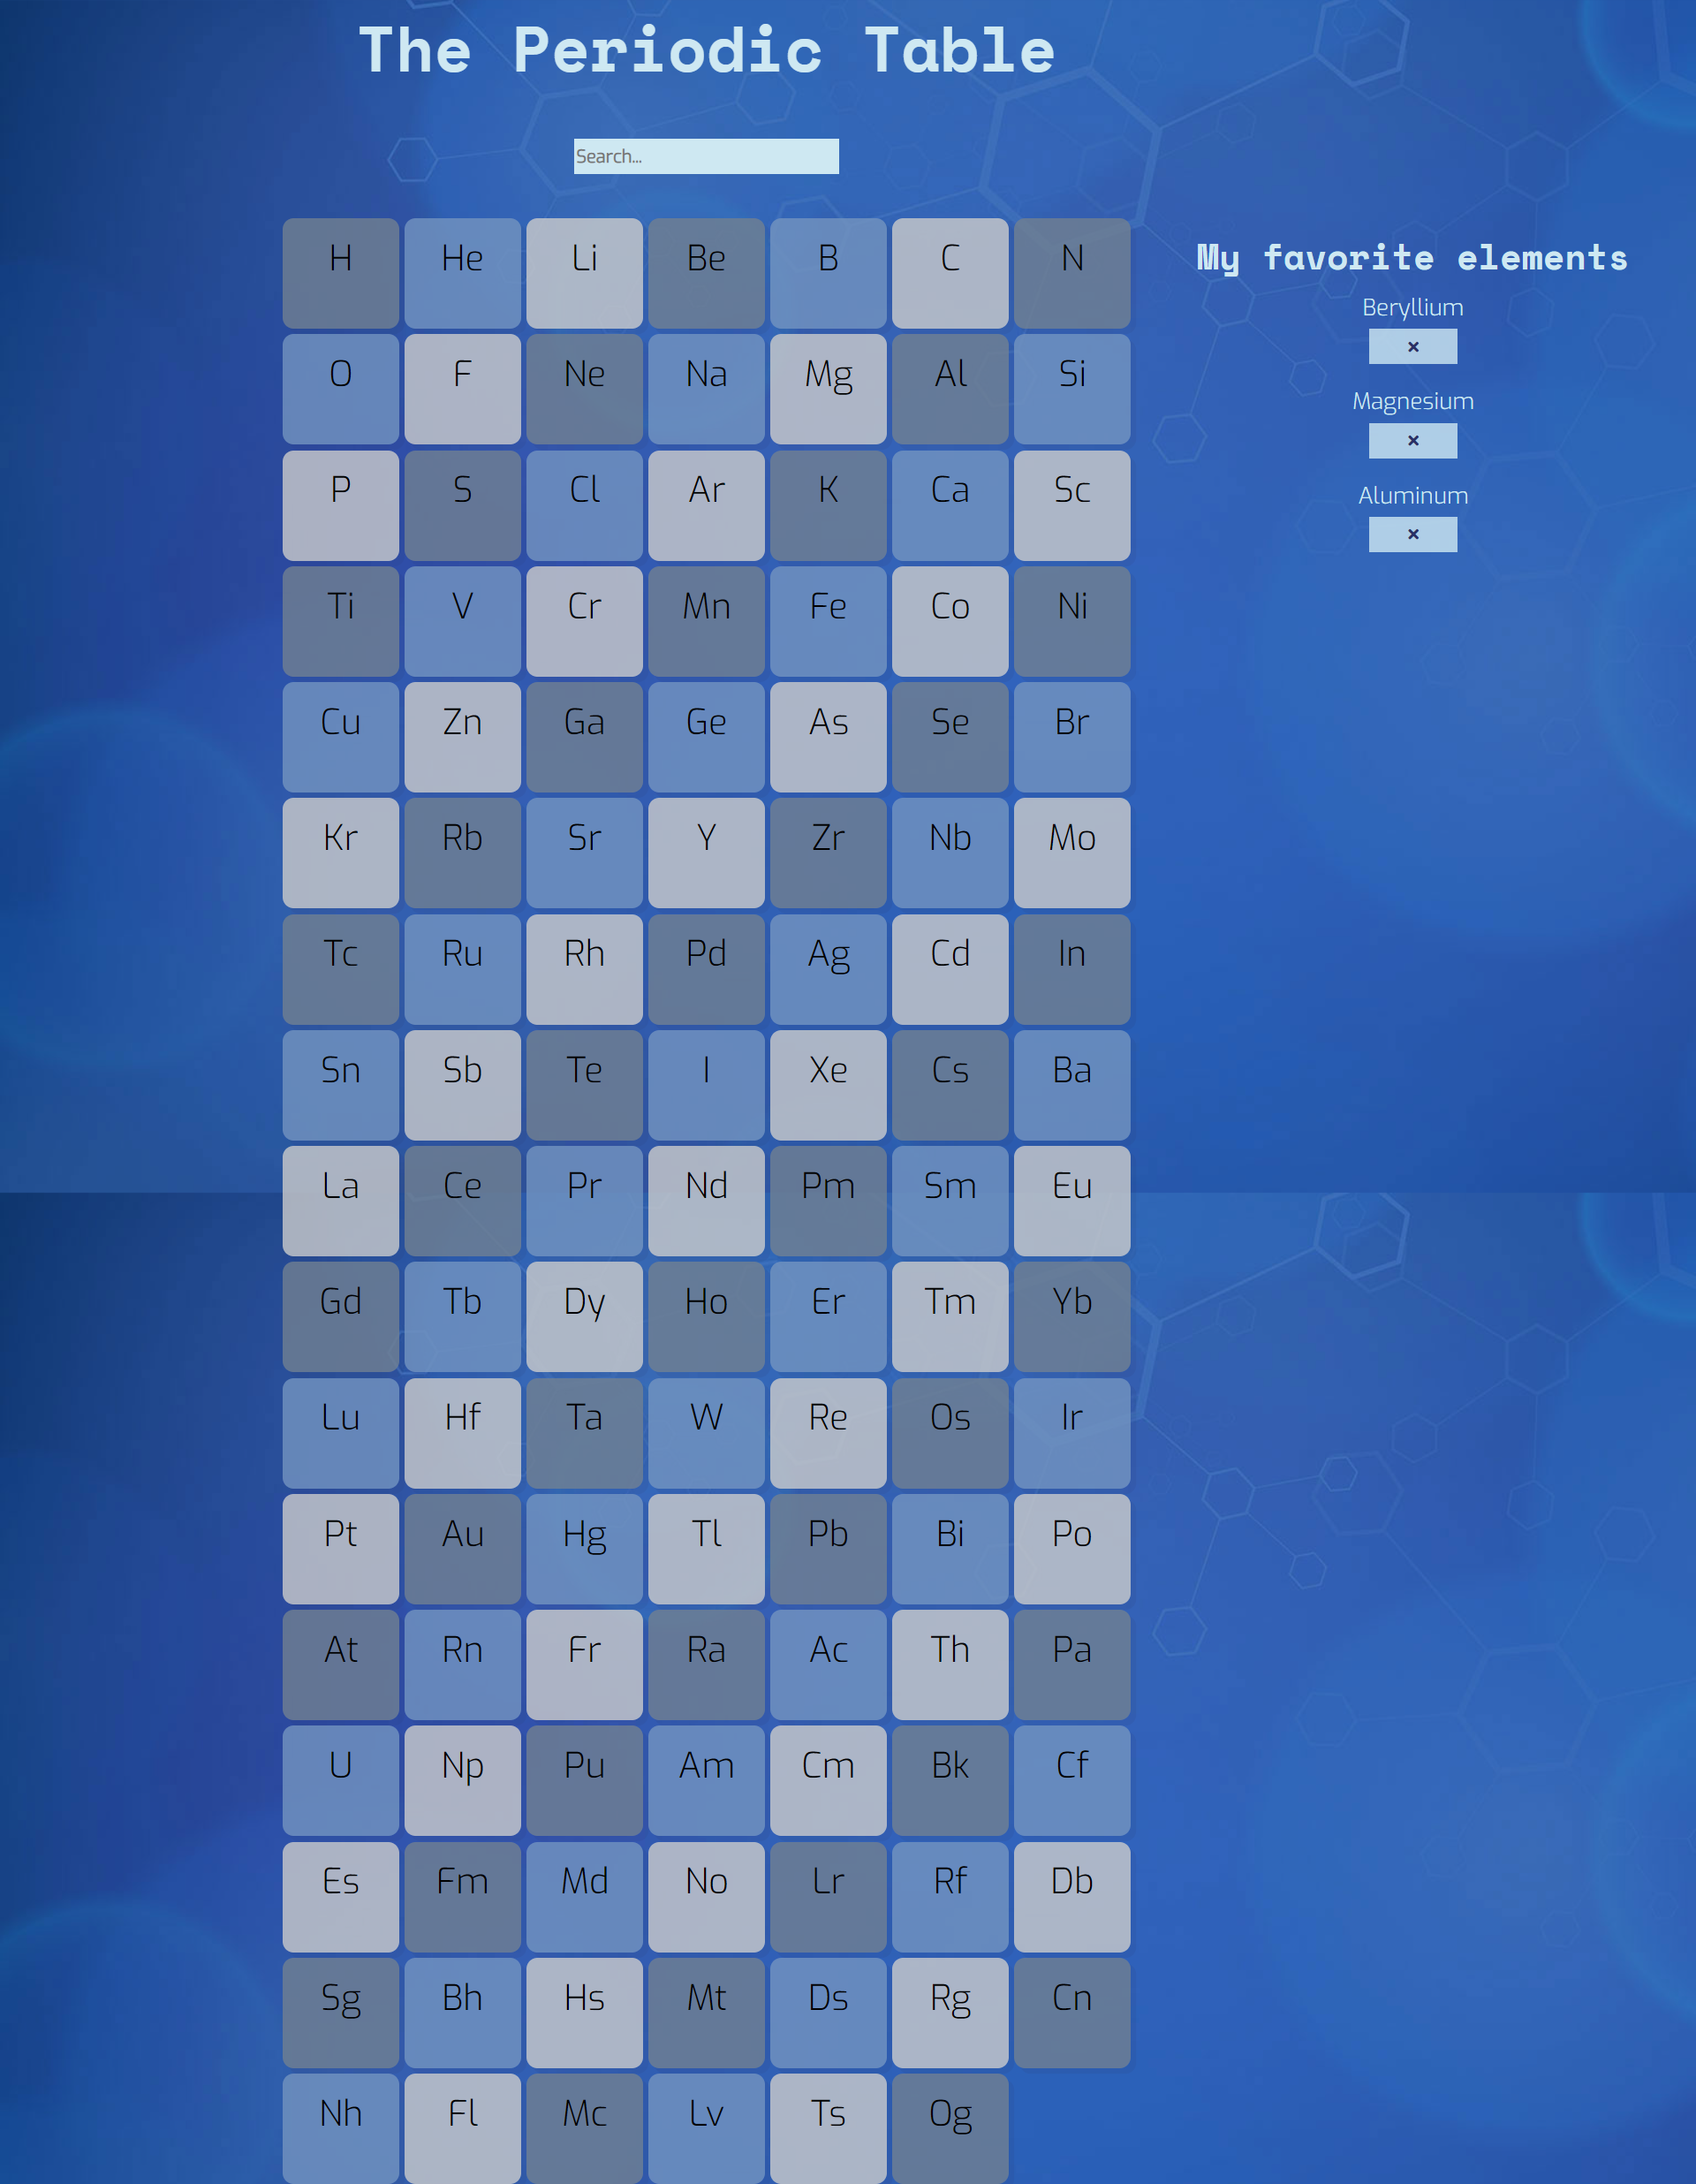 The Periodic Table
Search...
H He Li Be B C N
O F Ne Na Mg Al Si
P S Cl Ar K Ca Sc
Ti V Cr Mn Fe Co Ni
Cu Zn Ga Ge As Se Br
Kr Rb Sr Y Zr Nb Mo
Tc Ru Rh Pd Ag Cd In
Sn Sb Te I Xe Cs Ba
La Ce Pr Nd Pm Sm Eu
Gd Tb Dy Ho Er Tm Yb
Lu Hf Ta W Re Os Ir
Pt Au Hg Tl Pb Bi Po
At Rn Fr Ra Ac Th Pa
U Np Pu Am Cm Bk Cf
Es Fm Md No Lr Rf Db
Sg Bh Hs Mt Ds Rg Cn
Nh Fl Mc Lv Ts Og
My favorite elements
Beryllium
×
Magnesium
×
Aluminum
×